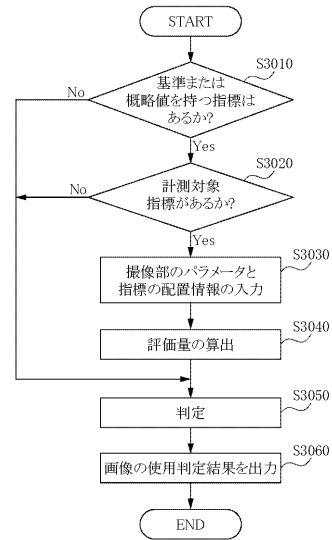 START
S3010
基準または
概略値を持つ指標は
あるか?
No
Yes
S3020
計測対象
指標があるか?
No
Yes
S3030
撮像部のパラメータと
指標の配置情報の入力
S3040
評価量の算出
S3050
判定
S3060
画像の使用判定結果を出力
END